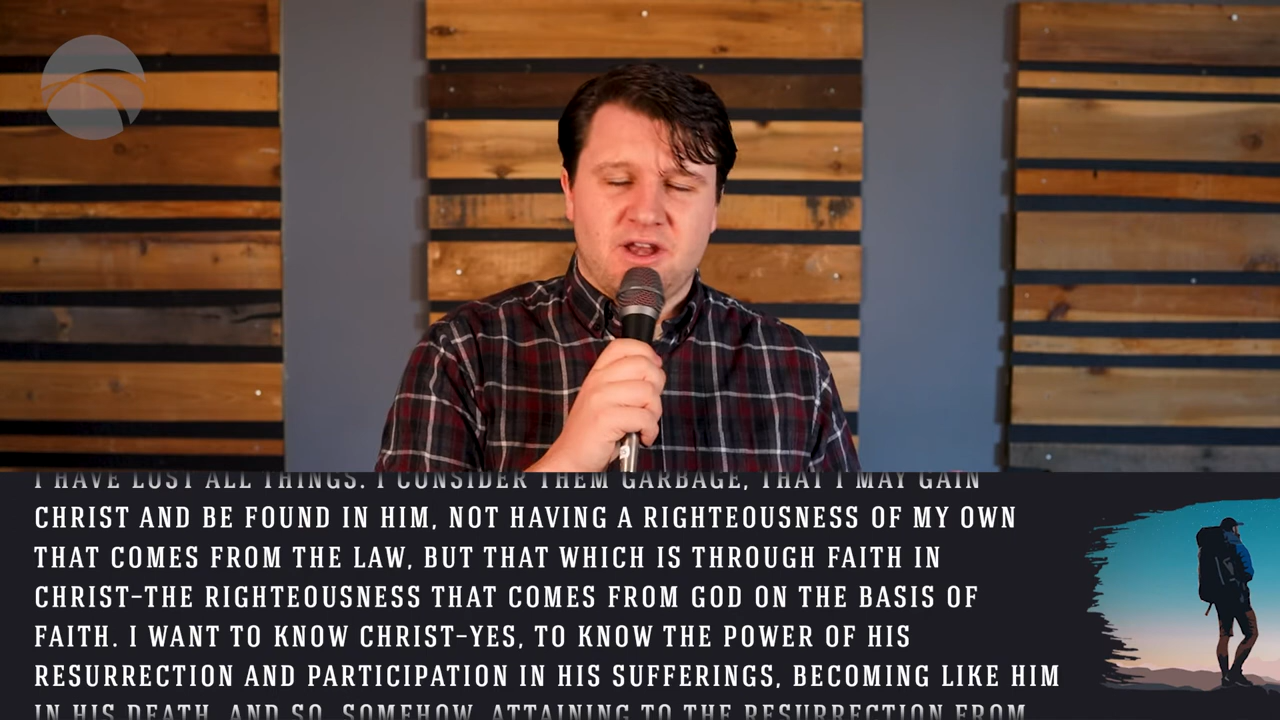 I HAVE LOST ALL THINGS. I CONSIDER THEM GARBAGE, THAT I MAY GAIN
CHRIST AND BE FOUND IN HIM, NOT HAVING A RIGHTEOUSNESS OF MY OWN
THAT COMES FROM THE LAW, BUT THAT WHICH IS THROUGH FAITH IN
CHRIST-THE RIGHTEOUSNESS THAT COMES FROM GOD ON THE BASIS OF
FAITH. I WANT TO KNOW CHRIST-YES, TO KNOW THE POWER OF HIS
RESURRECTION AND PARTICIPATION IN HIS SUFFERINGS, BECOMING LIKE HIM
IN HIS DEATH, AND SO, SOMEHOW, ATTAINING TO THE RESURRECTION FROM